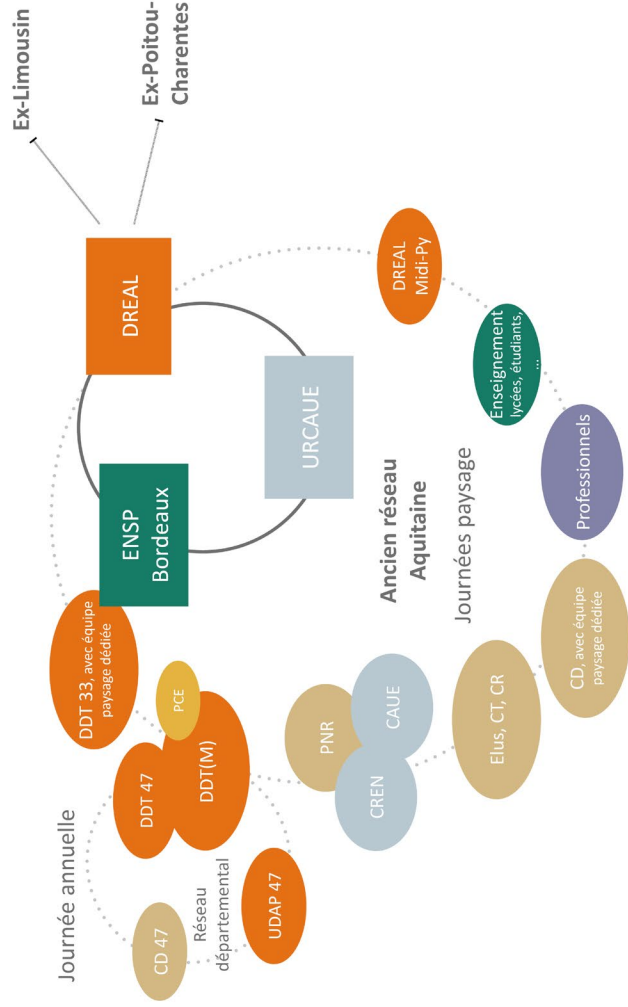 Ex-Limousin
Ex-Poitou-
Charentes
DREAL
ENSP
Bordeaux
URCAUE
DREAL
Midi-Py
Enseignement
lycées, étudiants,
...
Professionnels
CD, avec équipe
paysage dédiée
Elus, CT, CR
Ancien réseau
Aquitaine
Journées paysage
PNR
CAUE
CREN
DDT 33, avec équipe
paysage dédiée
PCE
DDT(M)
DDT 47
Journée annuelle
CD 47
Réseau
départemental
UDAP 47